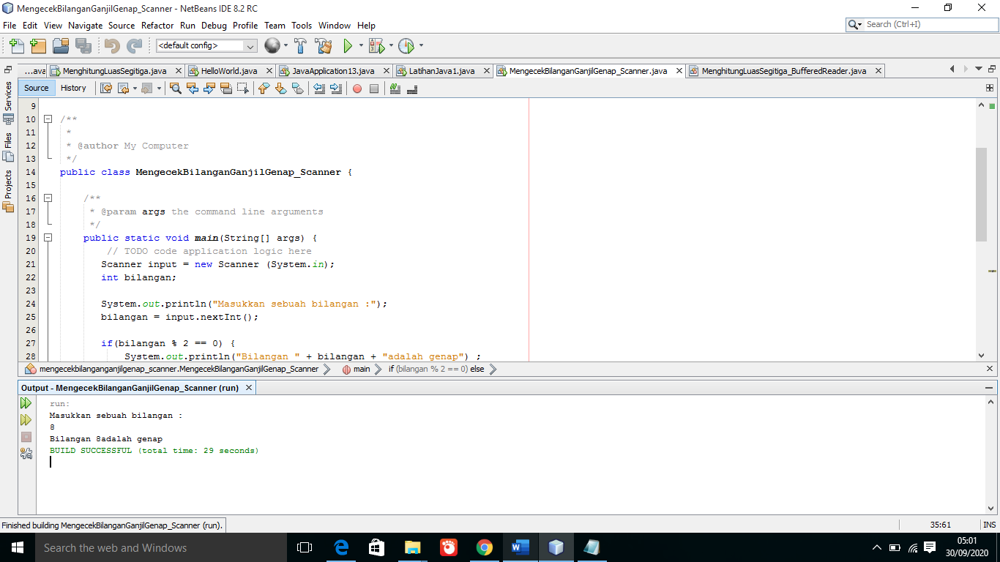 MengecekBilanganGanjilGenap_Scanner - NetBeans IDE 8.2 RC
File Edit View Navigate Source Refactor Run Debug Profile Team Tools Window Help
Search (Ctrl+I)
<default config>
...ava MenghitungLuasSegitiga.java HelloWorld.java JavaApplication13.java LatihanJava1.java MengecekBilanganGanjilGenap_Scanner.java MenghitungLuasSegitiga_BufferedReader.java
Services
Files
Projects
Source History
9
10 /**
11 *
12 * @author My Computer
13 */
14 public class MengecekBilanganGanjilGenap_Scanner {
15
16 /**
17 * @param args the command line arguments
18 */
19 public static void main(String[] args) {
20 // TODO code application logic here
21 Scanner input = new Scanner (System.in);
22 int bilangan;
23
24 System.out.println("Masukkan sebuah bilangan :");
25 bilangan = input.nextInt();
26
27 if(bilangan % 2 == 0) {
28 System.out.println("Bilangan " + bilangan + "adalah genap") ;
mengecekbilanganganjilgenap_scanner.MengecekBilanganGanjilGenap_Scanner main if (bilangan % 2 == 0) else
Output - MengecekBilanganGanjilGenap_Scanner (run)
run:
Masukkan sebuah bilangan :
8
Bilangan 8adalah genap
BUILD SUCCESSFUL (total time: 29 seconds)
Finished building MengecekBilanganGanjilGenap_Scanner (run).
35:61 INS
Search the web and Windows
05:01
30/09/2020